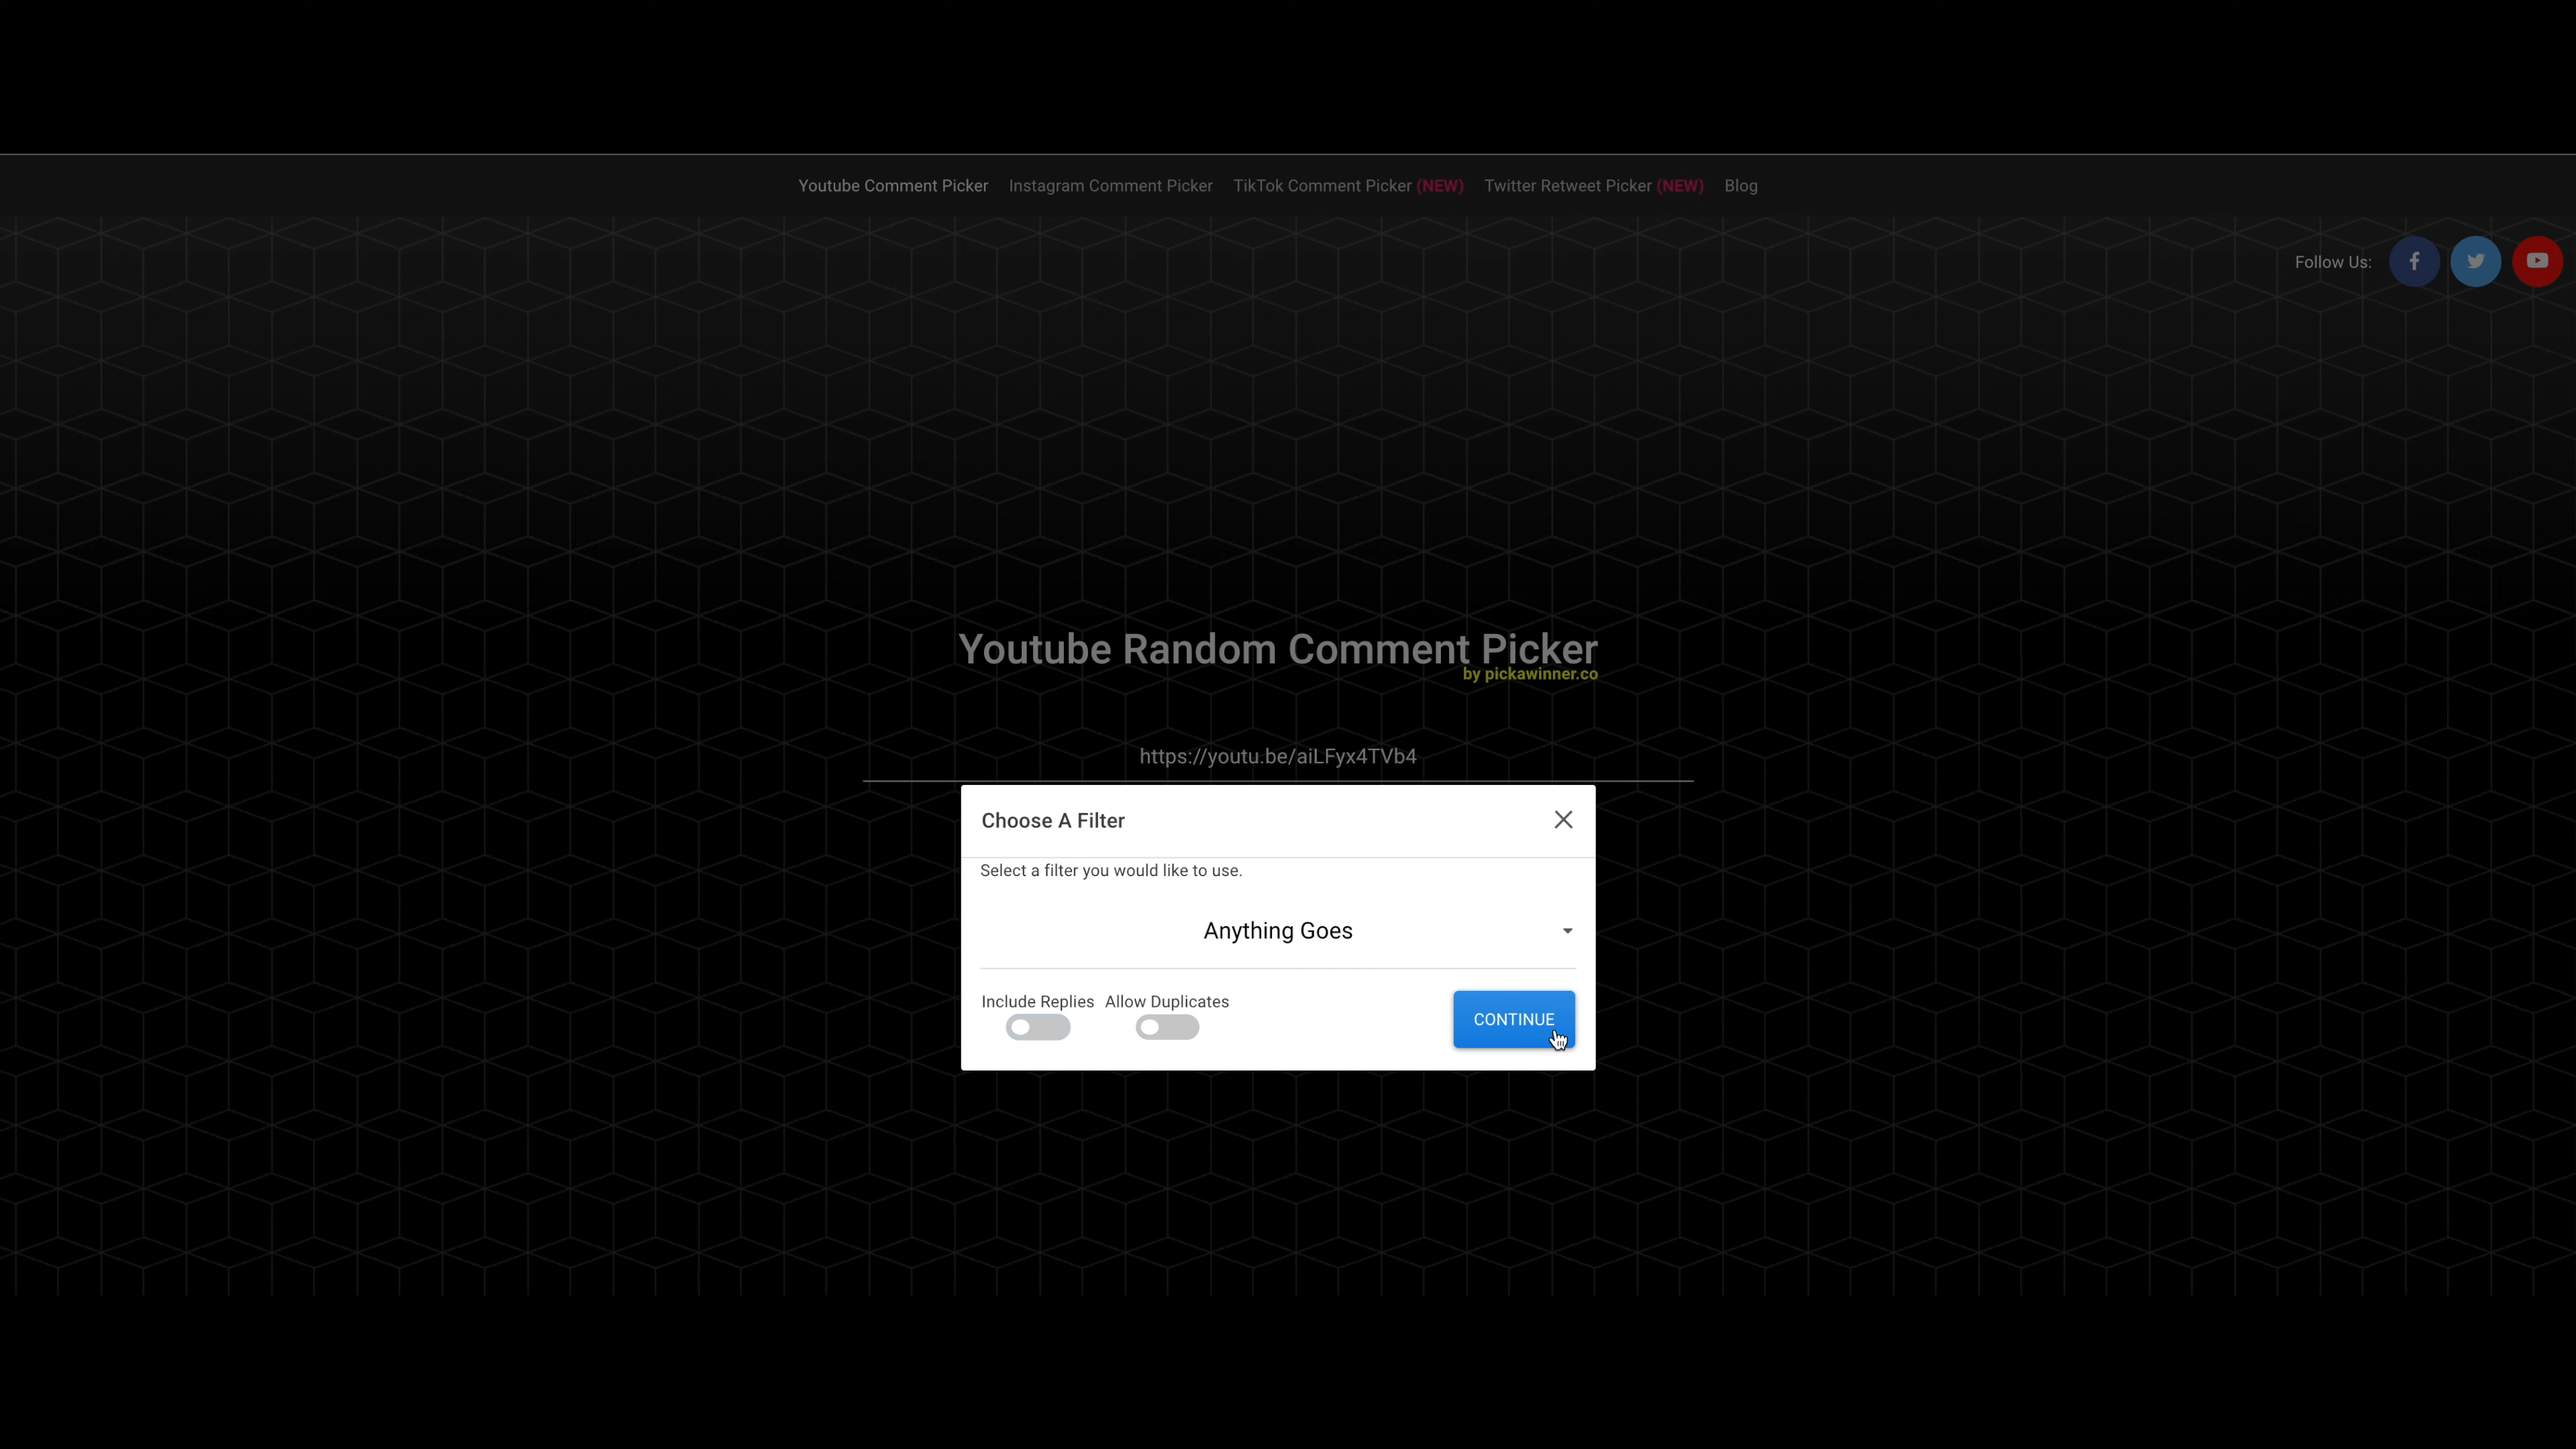 Youtube Comment Picker Instagram Comment Picker TikTok Comment Picker (NEW) Twitter Retweet Picker (NEW) Blog
Follow Us:
Youtube Random Comment Picker
by pickawinner.co
https://youtu.be/aiLFyx4TVb4
Choose A Filter
Select a filter you would like to use.
Anything Goes
Include Replies Allow Duplicates
CONTINUE